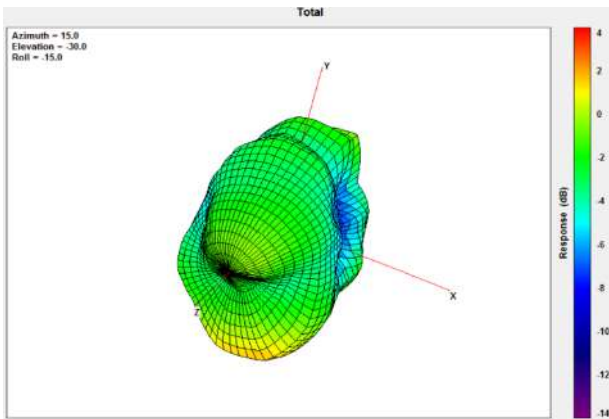 Total
Azimuth = 15.0
Elevation = -30.0
Roll = -15.0
Y
X
Z
4
2
0
-2
-4
-6
-8
-10
-12
-14
Response (dB)